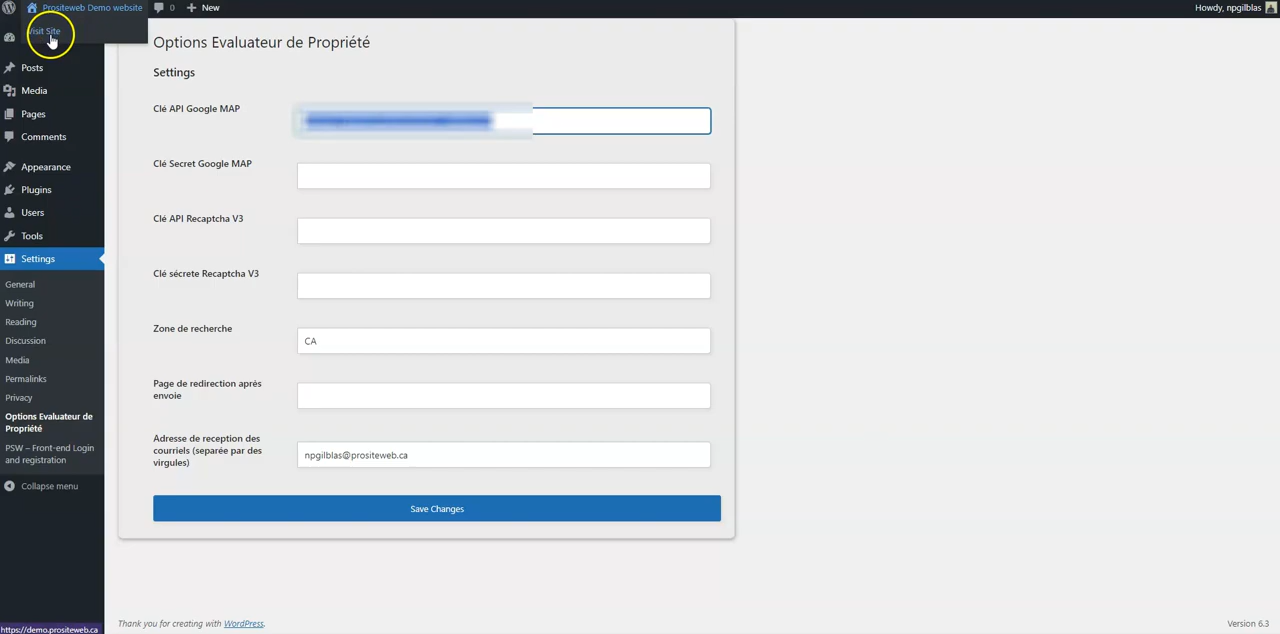 Prositeweb Demo website
0
New
Howdy, npgilblas
Visit Site
Posts
Media
Pages
Comments
Appearance
Plugins
Users
Tools
Settings
General
Writing
Reading
Discussion
Media
Permalinks
Privacy
Options Evaluateur de
Propriété
PSW – Front-end Login
and registration
Collapse menu
Options Evaluateur de Propriété
Settings
Clé API Google MAP
Clé Secret Google MAP
Clé API Recaptcha V3
Clé sécrete Recaptcha V3
Zone de recherche
CA
Page de redirection aprés
envoie
Adresse de reception des
courriels (separée par des
virgules)
npgilblas@prositeweb.ca
Save Changes
Thank you for creating with WordPress.
Version 6.3
https://demo.prositeweb.ca